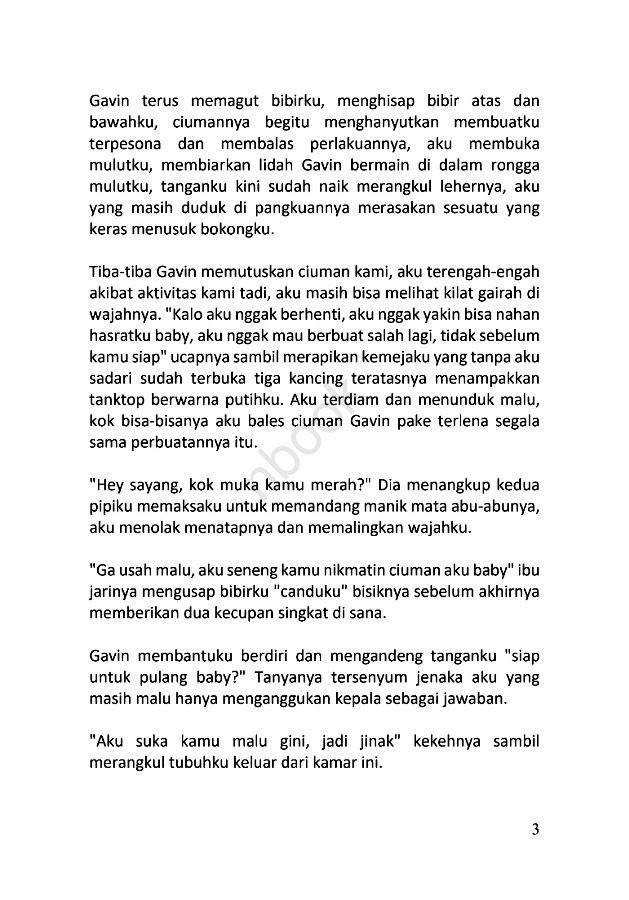 Gavin terus memagut bibirku, menghisap bibir atas dan
bawahku, ciumannya begitu menghanyutkan membuatku
terpesona dan membalas perlakuannya, aku membuka
mulutku, membiarkan lidah Gavin bermain di dalam rongga
mulutku, tanganku kini sudah naik merangkul lehernya, aku
yang masih duduk di pangkuannya merasakan sesuatu yang
keras menusuk bokongku.
Tiba-tiba Gavin memutuskan ciuman kami, aku terengah-engah
akibat aktivitas kami tadi, aku masih bisa melihat kilat gairah di
wajahnya. "Kalo aku nggak berhenti, aku nggak yakin bisa nahan
hasratku baby, aku nggak mau berbuat salah lagi, tidak sebelum
kamu siap" ucapnya sambil merapikan kemejaku yang tanpa aku
sadari sudah terbuka tiga kancing teratasnya menampakkan
tanktop berwarna putihku. Aku terdiam dan menunduk malu,
kok bisa-bisanya aku bales ciuman Gavin pake terlena segala
sama perbuatannya itu.
"Hey sayang, kok muka kamu merah?" Dia menangkup kedua
pipiku memaksaku untuk memandang manik mata abu-abunya,
aku menolak menatapnya dan memalingkan wajahku.
"Ga usah malu, aku seneng kamu nikmatin ciuman aku baby" ibu
jarinya mengusap bibirku "canduku" bisiknya sebelum akhirnya
memberikan dua kecupan singkat di sana.
Gavin membantuku berdiri dan mengandeng tanganku "siap
untuk pulang baby?" Tanyanya tersenyum jenaka aku yang
masih malu hanya menganggukan kepala sebagai jawaban.
"Aku suka kamu malu gini, jadi jinak" kekehnya sambil
merangkul tubuhku keluar dari kamar ini.
nbook
3